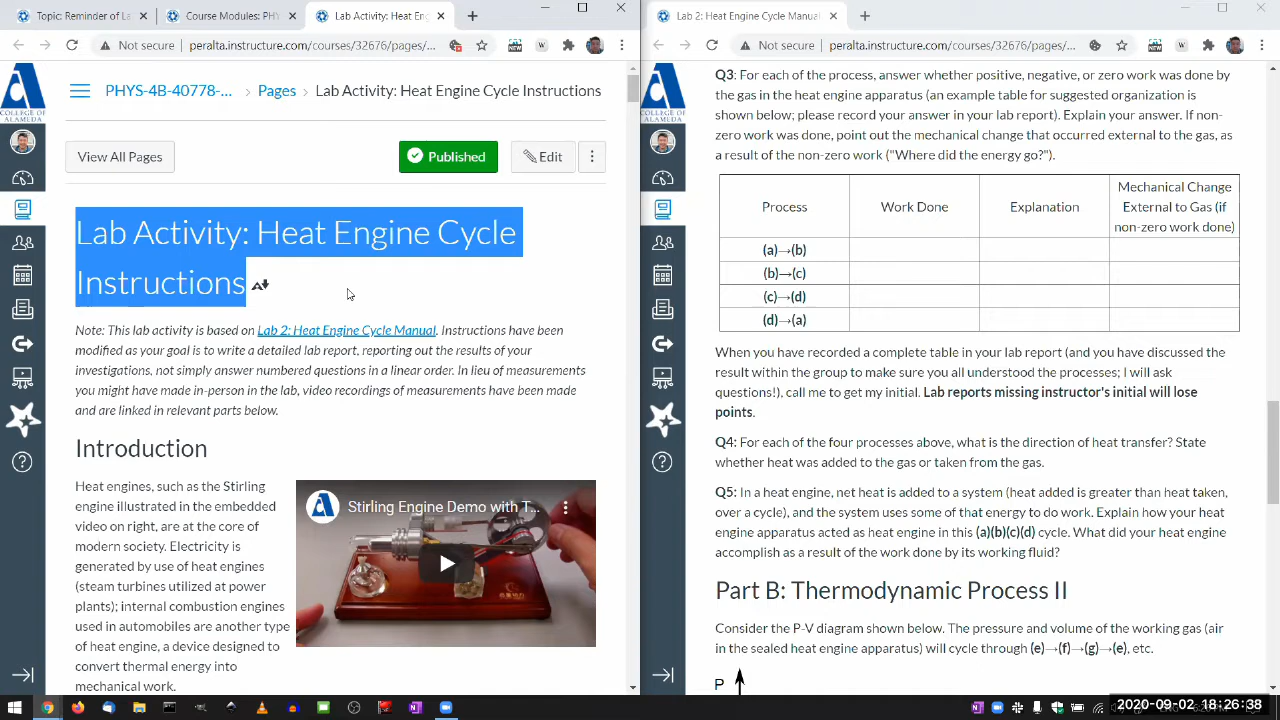 Topic: Remedi
Course Modules: PHY
Lab Activity: Heat Eng
Not secure
peralta.instructure.com/courses/32676/pages/...
COLLEGE OF
ALAMEDA
PHYS-4B-40778-...
Pages
Lab Activity: Heat Engine Cycle Instructions
View All Pages
Published
Edit
Lab Activity: Heat Engine Cycle
Instructions
Note: This lab activity is based on Lab 2: Heat Engine Cycle Manual. Instructions have been
modified as your goal is to write a detailed lab report, reporting out the results of your
investigations, not simply answer numbered questions in a linear order. In lieu of measurements
you might have made in-person in the lab, video recordings of measurements have been made
and are linked in relevant parts below.
Introduction
Heat engines, such as the Stirling
engine illustrated in the embedded
video on right, are at the core of
modern society. Electricity is
generated by use of heat engines
(steam turbines utilized at power
plants); internal combustion engines
used in automobiles are another type
of heat engine, a device designed to
convert thermal energy into
mechanical work.
Stirling Engine Demo with T...
Lab 2: Heat Engine Cycle Manual
Not secure
peralta.instructure.com/courses/32676/pages/...
COLLEGE OF
ALAMEDA
Q3: For each of the process, answer whether positive, negative, or zero work was done by
the gas in the heat engine apparatus (an example table for suggested organization is
shown below; please record your answer in your lab report). Explain your answer. If non-
zero work was done, point out the mechanical change that occurred external to the gas, as
a result of the non-zero work ("Where did the energy go?").
Process
Work Done
Explanation
Mechanical Change
External to Gas (if
non-zero work done)
(a)→(b)
(b)→(c)
(c)→(d)
(d)→(a)
When you have recorded a complete table in your lab report (and you have discussed the
result within the group to make sure you all understood the processes; I will ask
questions!), call me to get my initial. Lab reports missing instructor's initial will lose
points.
Q4: For each of the four processes above, what is the direction of heat transfer? State
whether heat was added to the gas or taken from the gas.
Q5: In a heat engine, net heat is added to a system (heat added is greater than heat taken,
over a cycle), and the system uses some of that energy to do work. Explain how your heat
engine apparatus acted as heat engine in this (a)(b)(c)(d) cycle. What did your heat engine
accomplish as a result of the work done by its working fluid?
Part B: Thermodynamic Process II
Consider the P-V diagram shown below. The pressure and volume of the working gas (air
in the sealed heat engine apparatus) will cycle through (e)→(f)→(g)→(e), etc.
P
2020-09-02 18:26:38